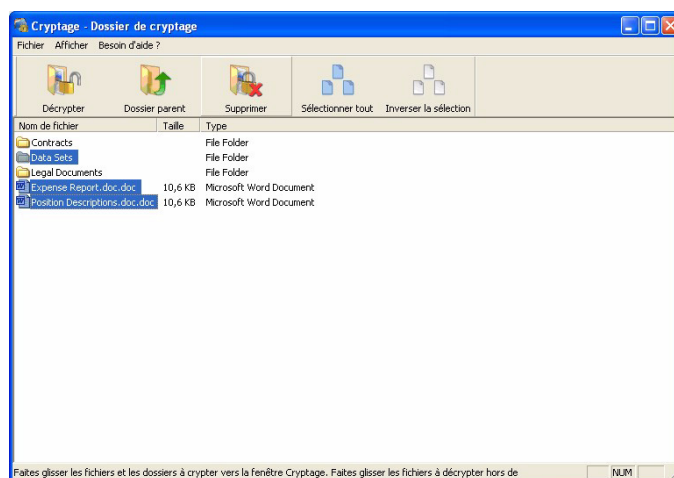 Cryptage - Dossier de cryptage
Fichier Afficher Besoin d'aide ?
Décrypter Dossier parent Supprimer Sélectionner tout Inverser la sélection
Nom de fichier Taille Type
Contracts File Folder
Data Sets File Folder
Legal Documents File Folder
Expense Report.doc.doc 10,6 KB Microsoft Word Document
Position Descriptions.doc.doc 10,6 KB Microsoft Word Document
Faites glisser les fichiers et les dossiers à crypter vers la fenêtre Cryptage. Faites glisser les fichiers à décrypter hors de NUM